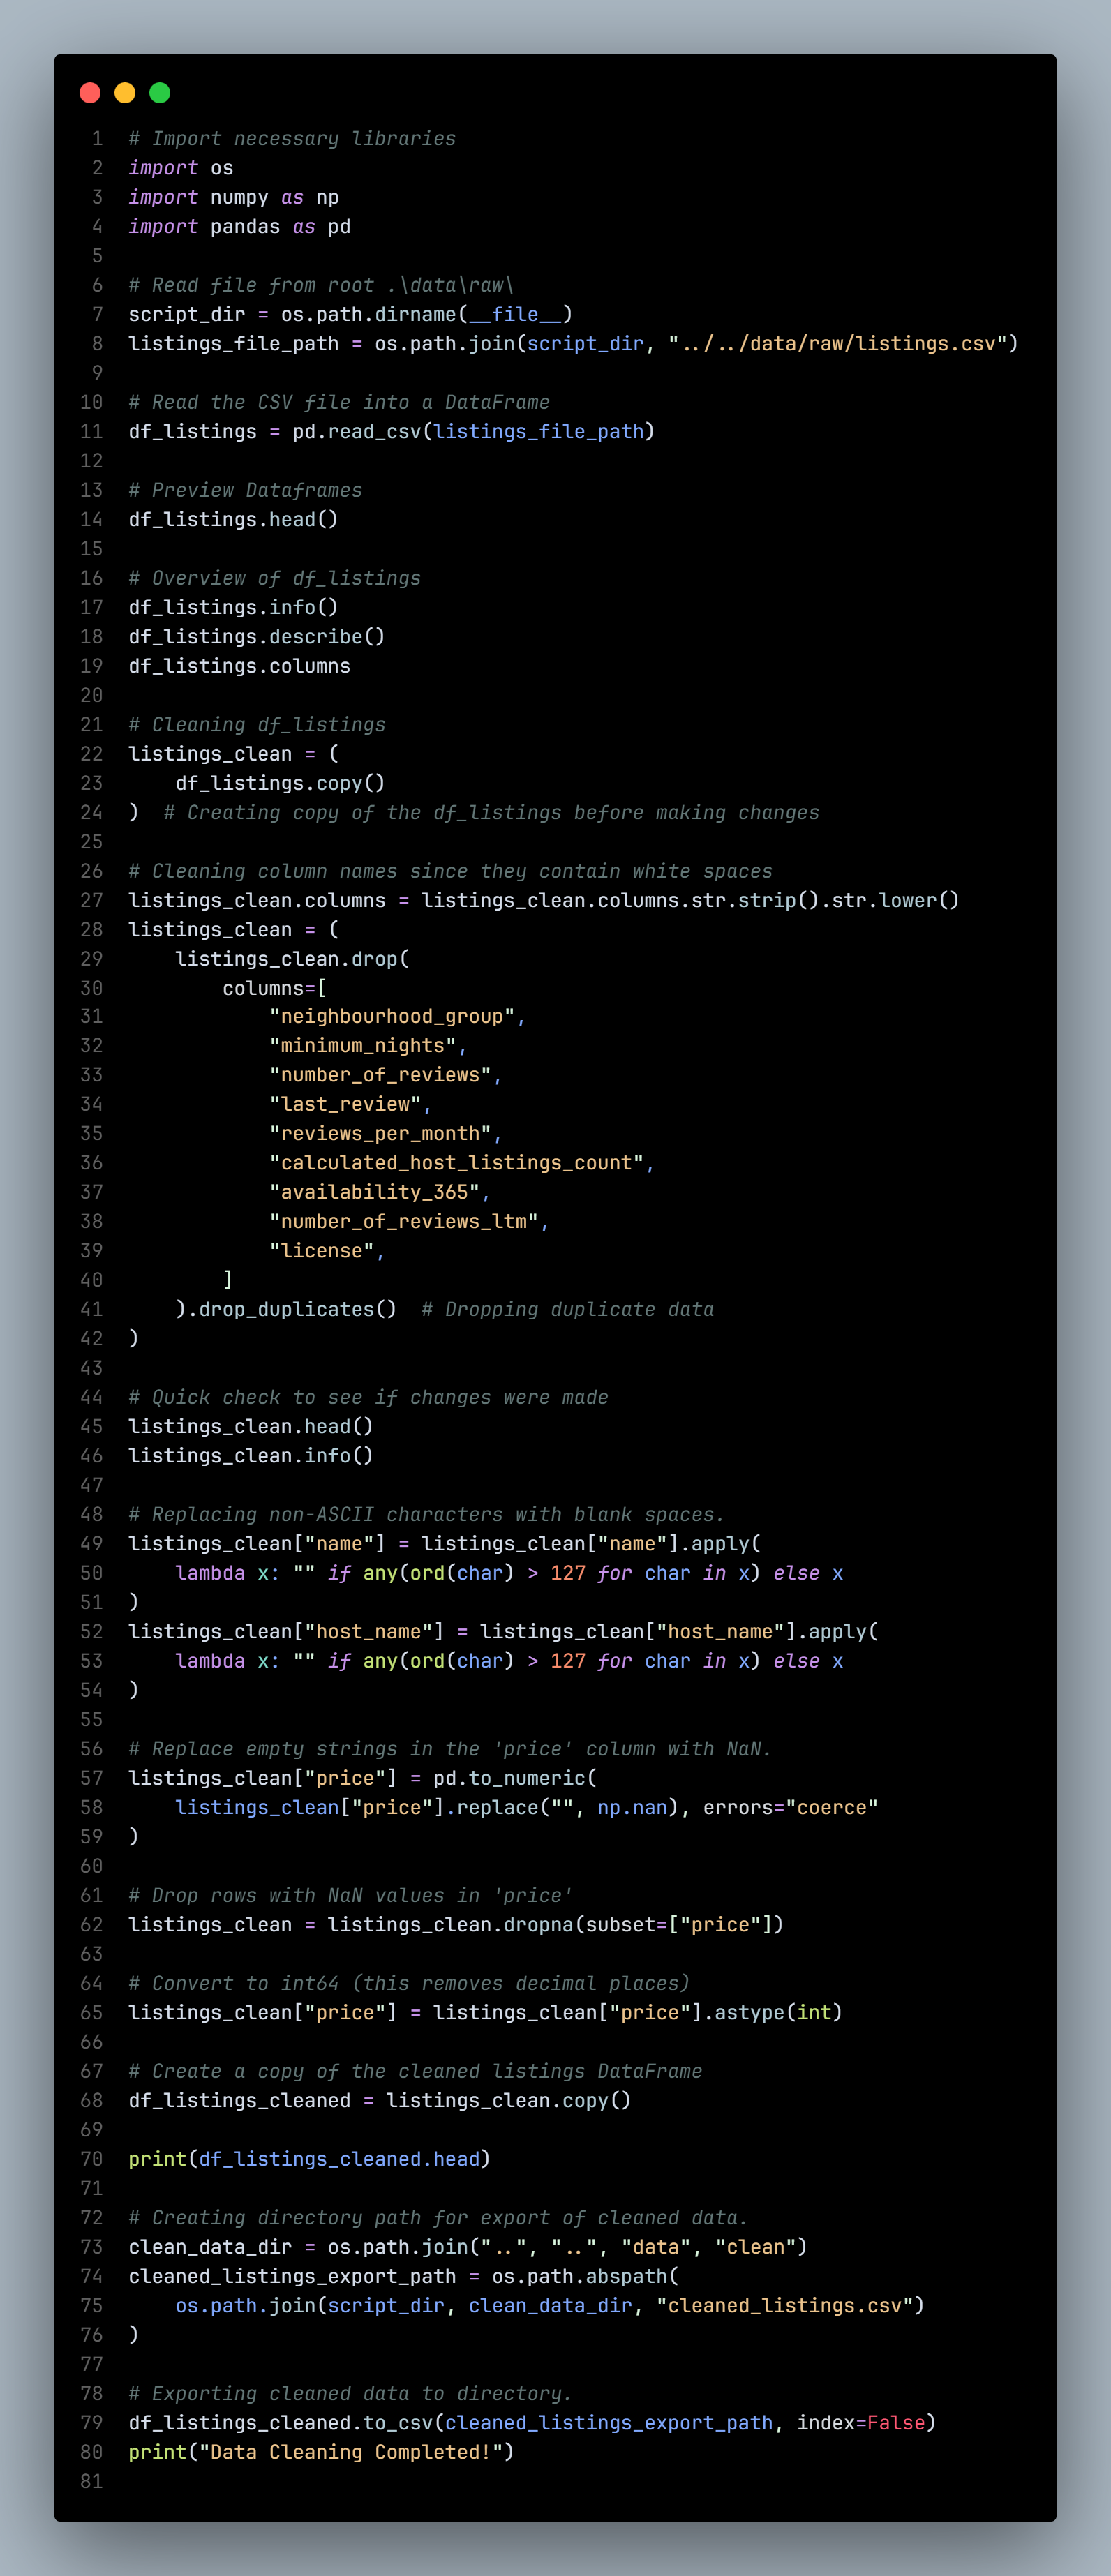 1 # Import necessary libraries
2 import os
3 import numpy as np
4 import pandas as pd
5
6 # Read file from root .\data\raw\
7 script_dir = os.path.dirname(__file__)
8 listings_file_path = os.path.join(script_dir, "../../data/raw/listings.csv")
9
10 # Read the CSV file into a DataFrame
11 df_listings = pd.read_csv(listings_file_path)
12
13 # Preview Dataframes
14 df_listings.head()
15
16 # Overview of df_listings
17 df_listings.info()
18 df_listings.describe()
19 df_listings.columns
20
21 # Cleaning df_listings
22 listings_clean = (
23     df_listings.copy()
24 )  # Creating copy of the df_listings before making changes
25
26 # Cleaning column names since they contain white spaces
27 listings_clean.columns = listings_clean.columns.str.strip().str.lower()
28 listings_clean = (
29     listings_clean.drop(
30         columns=[
31             "neighbourhood_group",
32             "minimum_nights",
33             "number_of_reviews",
34             "last_review",
35             "reviews_per_month",
36             "calculated_host_listings_count",
37             "availability_365",
38             "number_of_reviews_ltm",
39             "license",
40         ]
41     ).drop_duplicates()  # Dropping duplicate data
42 )
43
44 # Quick check to see if changes were made
45 listings_clean.head()
46 listings_clean.info()
47
48 # Replacing non-ASCII characters with blank spaces.
49 listings_clean["name"] = listings_clean["name"].apply(
50     lambda x: "" if any(ord(char) > 127 for char in x) else x
51 )
52 listings_clean["host_name"] = listings_clean["host_name"].apply(
53     lambda x: "" if any(ord(char) > 127 for char in x) else x
54 )
55
56 # Replace empty strings in the 'price' column with NaN.
57 listings_clean["price"] = pd.to_numeric(
58     listings_clean["price"].replace("", np.nan), errors="coerce"
59 )
60
61 # Drop rows with NaN values in 'price'
62 listings_clean = listings_clean.dropna(subset=["price"])
63
64 # Convert to int64 (this removes decimal places)
65 listings_clean["price"] = listings_clean["price"].astype(int)
66
67 # Create a copy of the cleaned listings DataFrame
68 df_listings_cleaned = listings_clean.copy()
69
70 print(df_listings_cleaned.head)
71
72 # Creating directory path for export of cleaned data.
73 clean_data_dir = os.path.join("..", "..", "data", "clean")
74 cleaned_listings_export_path = os.path.abspath(
75     os.path.join(script_dir, clean_data_dir, "cleaned_listings.csv")
76 )
77
78 # Exporting cleaned data to directory.
79 df_listings_cleaned.to_csv(cleaned_listings_export_path, index=False)
80 print("Data Cleaning Completed!")
81